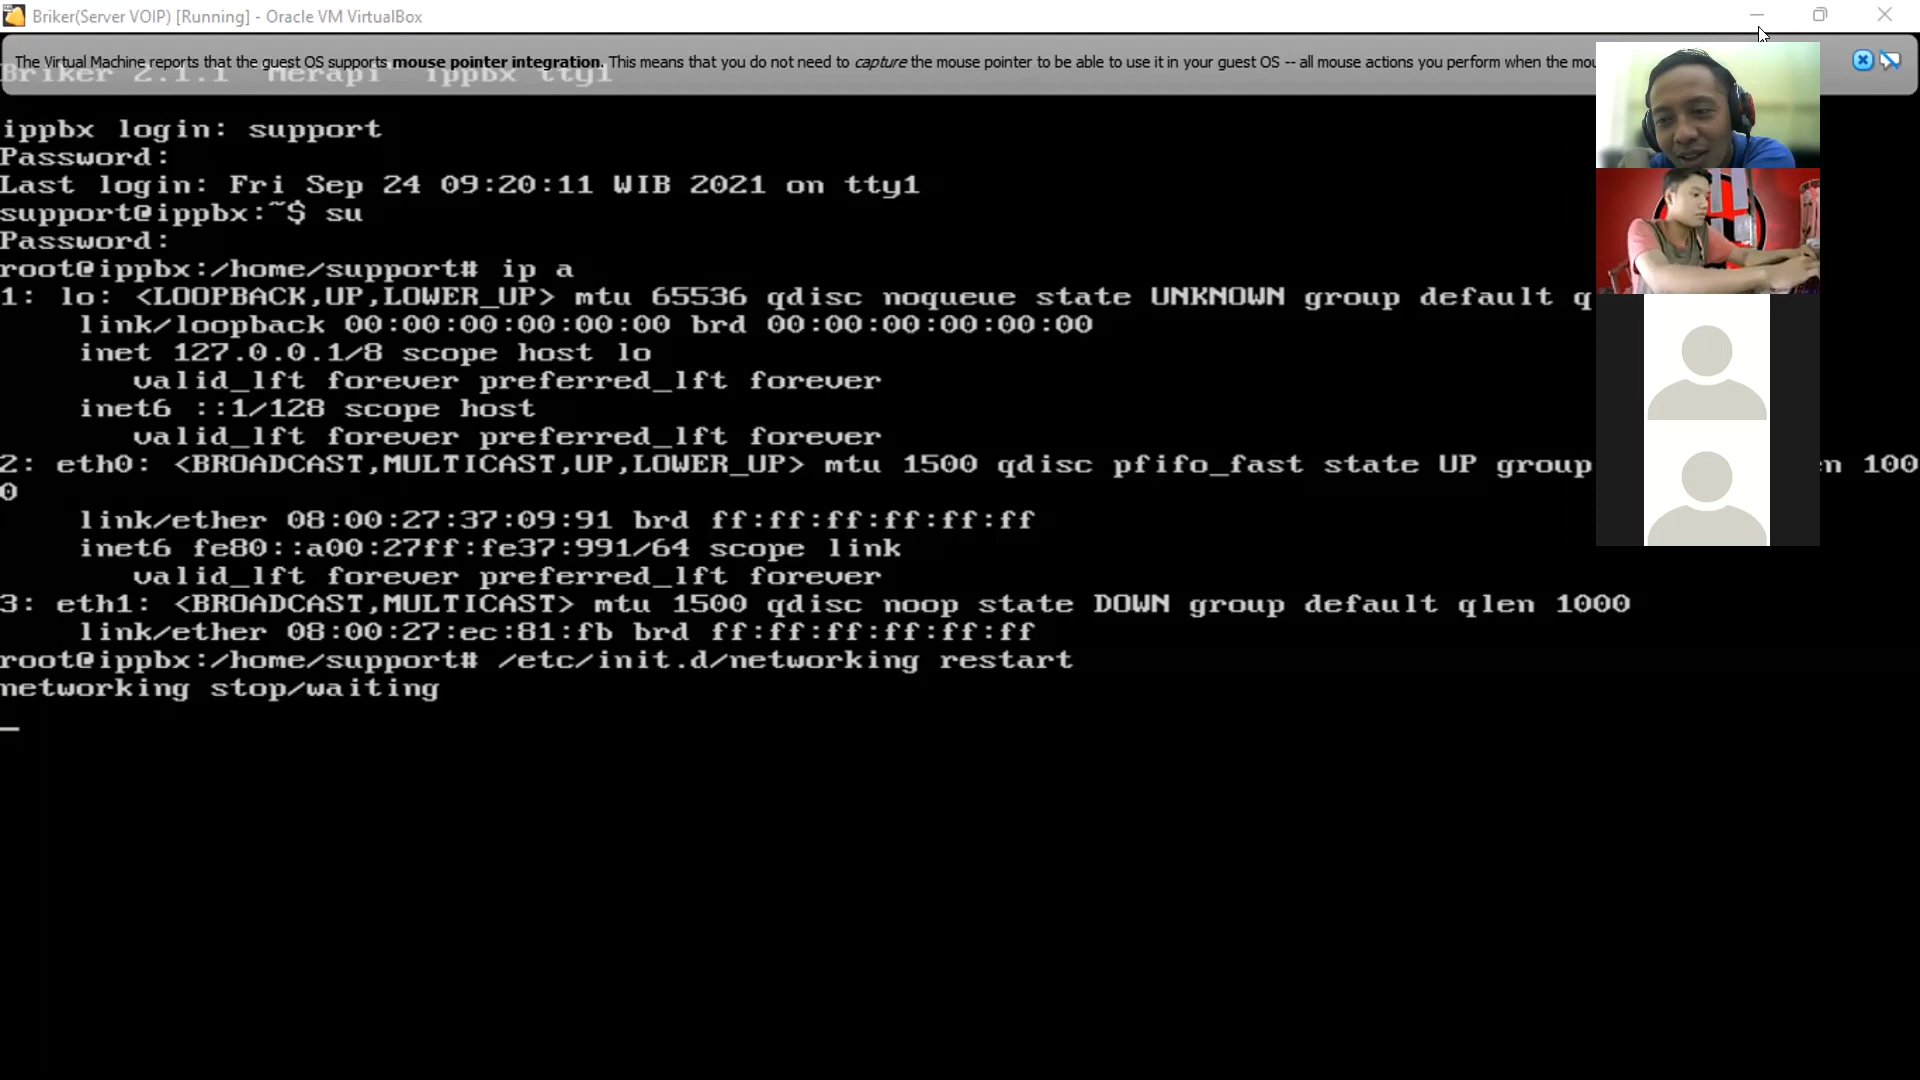 Briker(Server VOIP) [Running] - Oracle VM VirtualBox
The Virtual Machine reports that the guest OS supports mouse pointer integration. This means that you do not need to capture the mouse pointer to be able to use it in your guest OS -- all mouse actions you perform when the mou
Briker 2.1.1 "Merapi" ippbx tty1
ippbx login: support
Password:
Last login: Fri Sep 24 09:20:11 WIB 2021 on tty1
support@ippbx:~$ su
Password:
root@ippbx:/home/support# ip a
1: lo: <LOOPBACK,UP,LOWER_UP> mtu 65536 qdisc noqueue state UNKNOWN group default q
link/loopback 00:00:00:00:00:00 brd 00:00:00:00:00:00
inet 127.0.0.1/8 scope host lo
valid_lft forever preferred_lft forever
inet6 ::1/128 scope host
valid_lft forever preferred_lft forever
2: eth0: <BROADCAST,MULTICAST,UP,LOWER_UP> mtu 1500 qdisc pfifo_fast state UP group n 100
0
link/ether 08:00:27:37:09:91 brd ff:ff:ff:ff:ff:ff
inet6 fe80::a00:27ff:fe37:991/64 scope link
valid_lft forever preferred_lft forever
3: eth1: <BROADCAST,MULTICAST> mtu 1500 qdisc noop state DOWN group default qlen 1000
link/ether 08:00:27:ec:81:fb brd ff:ff:ff:ff:ff:ff
root@ippbx:/home/support# /etc/init.d/networking restart
networking stop/waiting